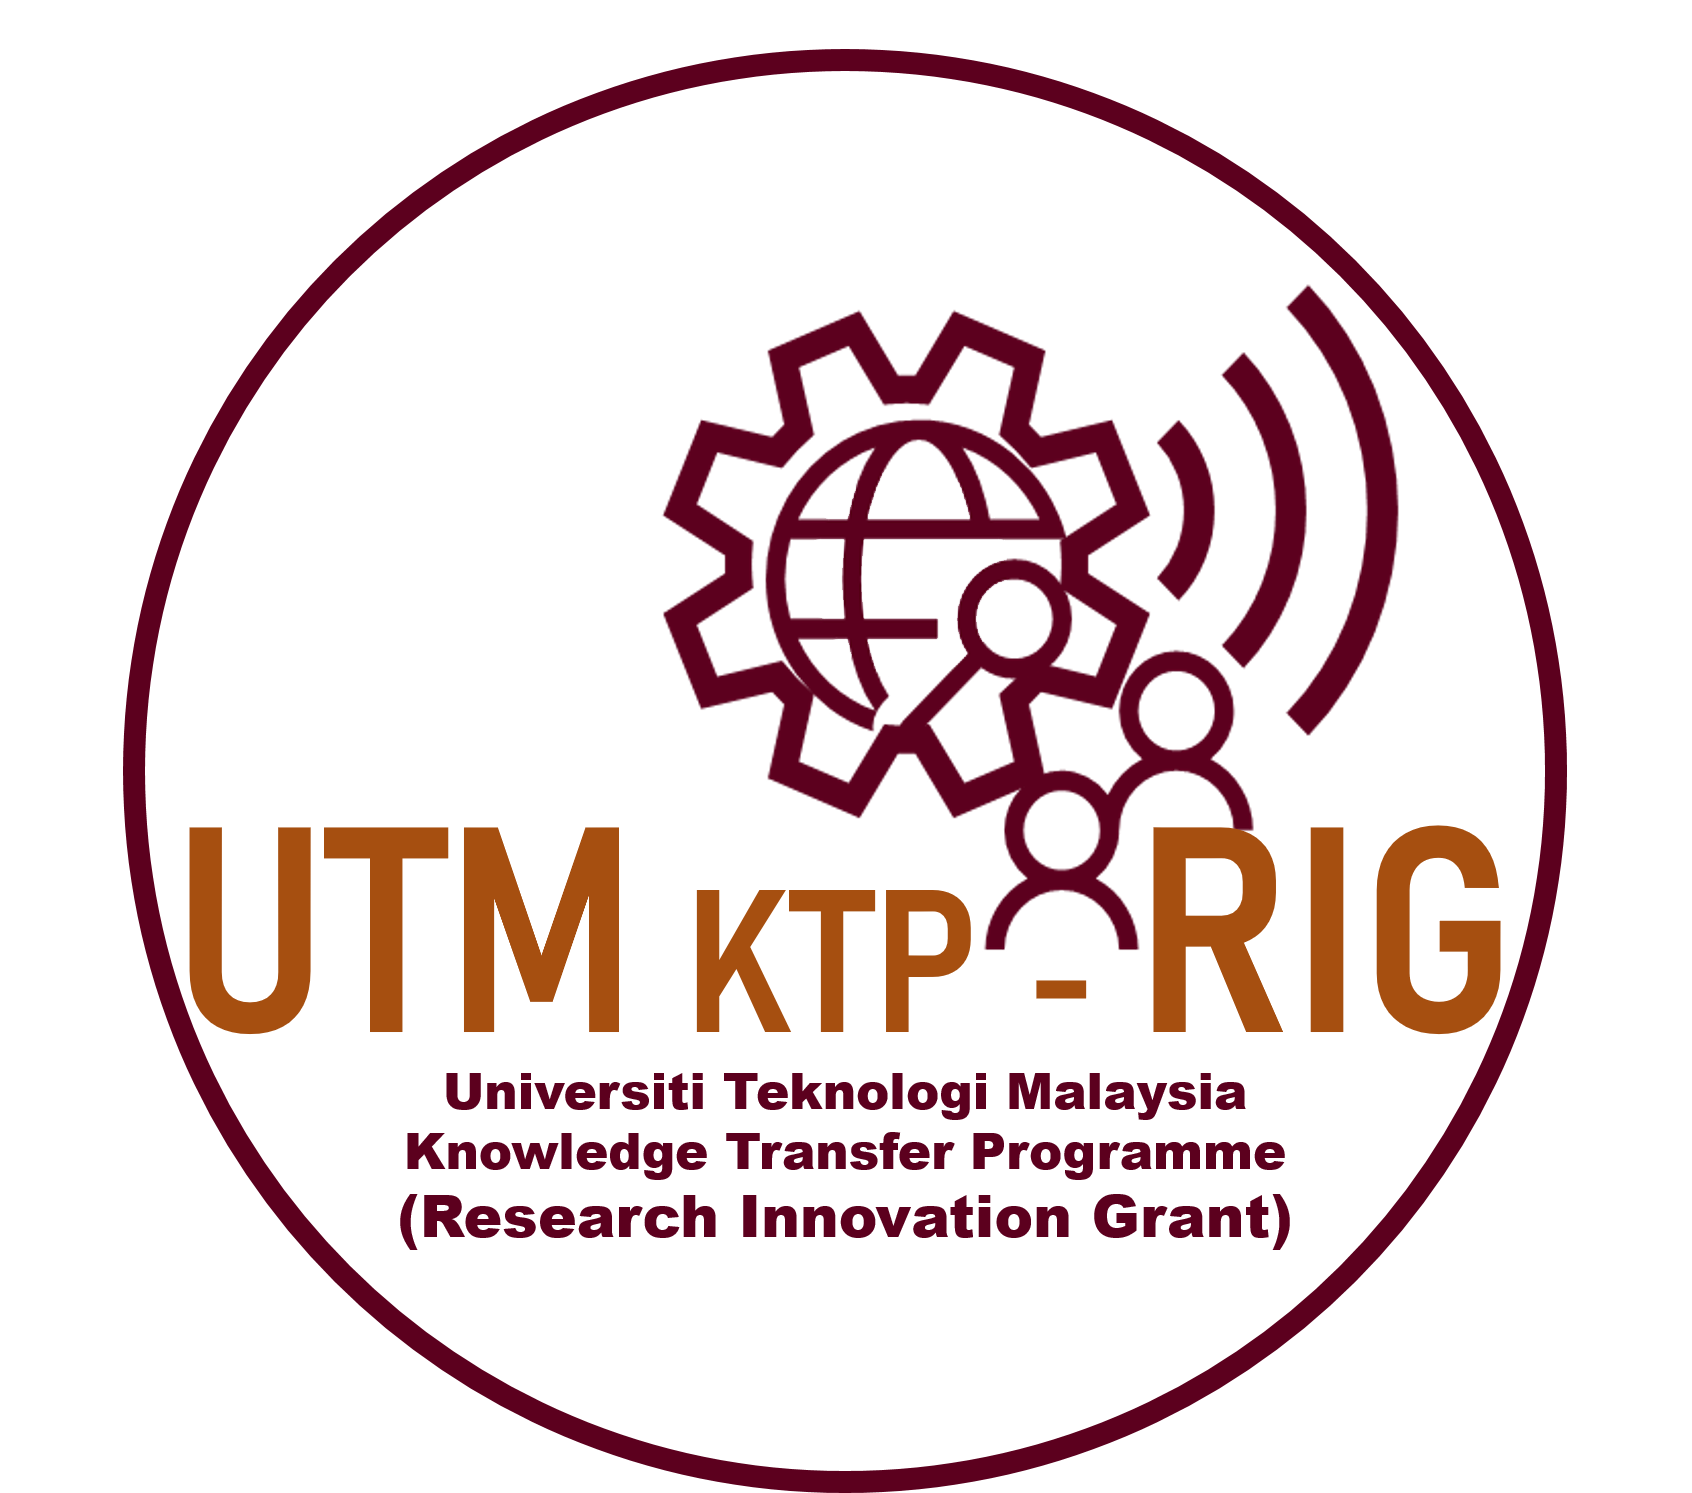 UTM KTP - RIG
Universiti Teknologi Malaysia
Knowledge Transfer Programme
(Research Innovation Grant)